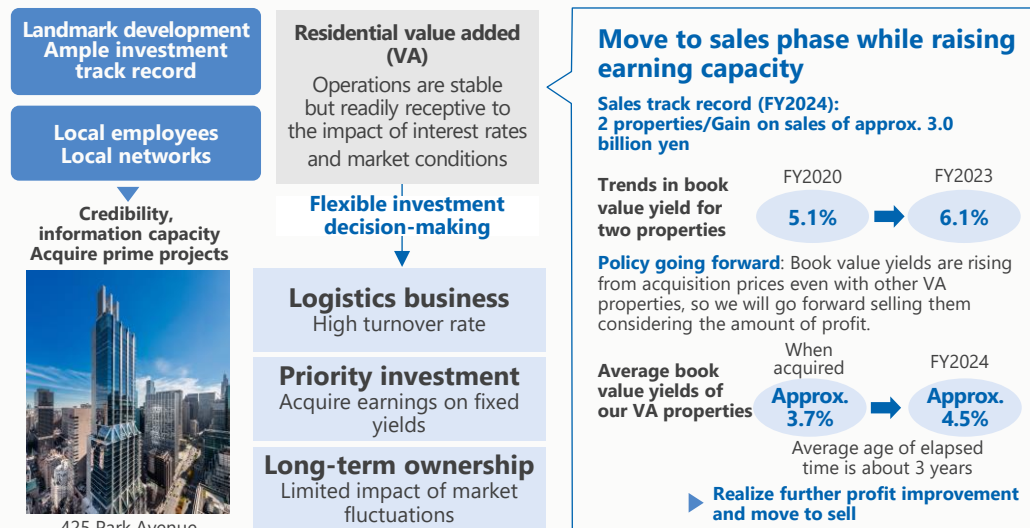 Landmark development
Ample investment
track record
Local employees
Local networks
Credibility,
information capacity
Acquire prime projects
425 Park Avenue
Residential value added
(VA)
Operations are stable
but readily receptive to
the impact of interest rates
and market conditions
Flexible investment
decision-making
Logistics business
High turnover rate
Priority investment
Acquire earnings on fixed
yields
Long-term ownership
Limited impact of market
fluctuations
Move to sales phase while raising
earning capacity
Sales track record (FY2024):
2 properties/Gain on sales of approx. 3.0
billion yen
Trends in book
value yield for
two properties
FY2020
5.1%
FY2023
6.1%
Policy going forward: Book value yields are rising
from acquisition prices even with other VA
properties, so we will go forward selling them
considering the amount of profit.
Average book
value yields of
our VA properties
When
acquired
Approx.
3.7%
FY2024
Approx.
4.5%
Average age of elapsed
time is about 3 years
Realize further profit improvement
and move to sell